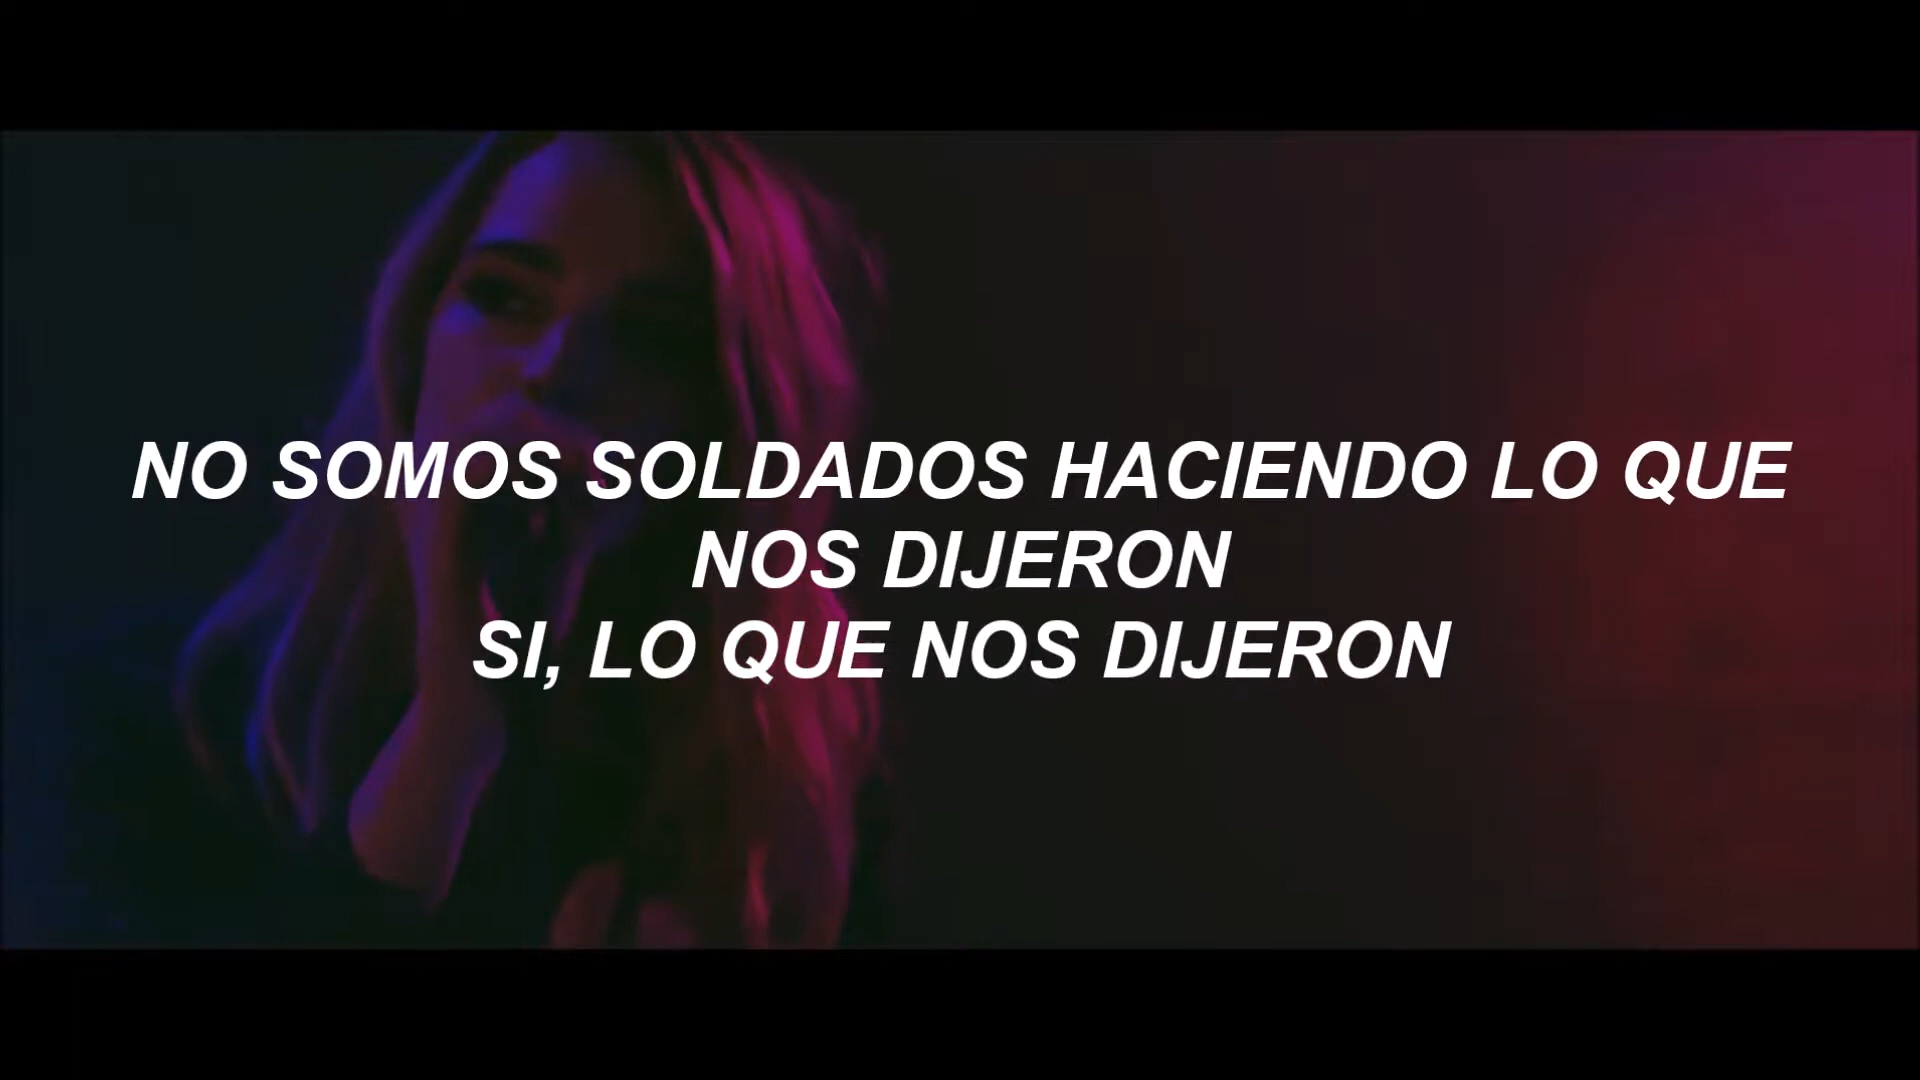 NO SOMOS SOLDADOS HACIENDO LO QUE
NOS DIJERON
SI, LO QUE NOS DIJERON